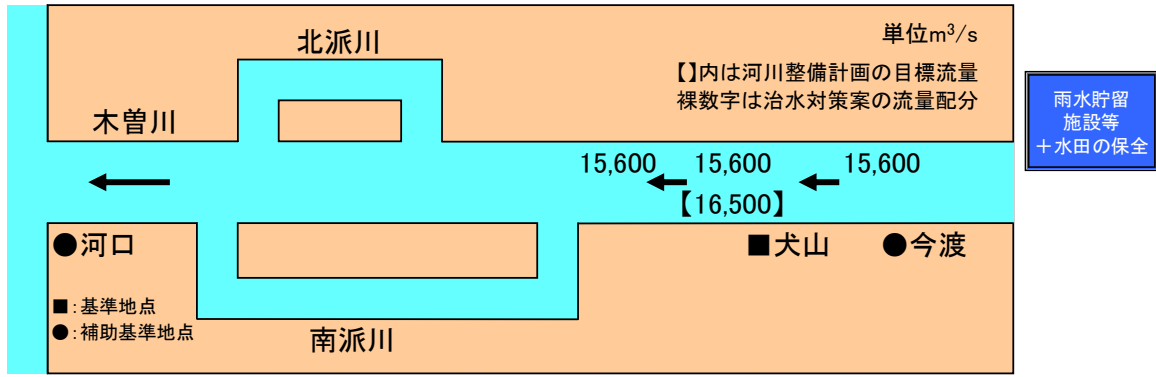 北派川
単位m³/s
【】内は河川整備計画の目標流量
裸数字は治水対策案の流量配分
雨水貯留
施設等
＋水田の保全
木曽川
15,600 15,600 15,600
【16,500】
●河口
■犬山
●今渡
■：基準地点
●：補助基準地点
南派川